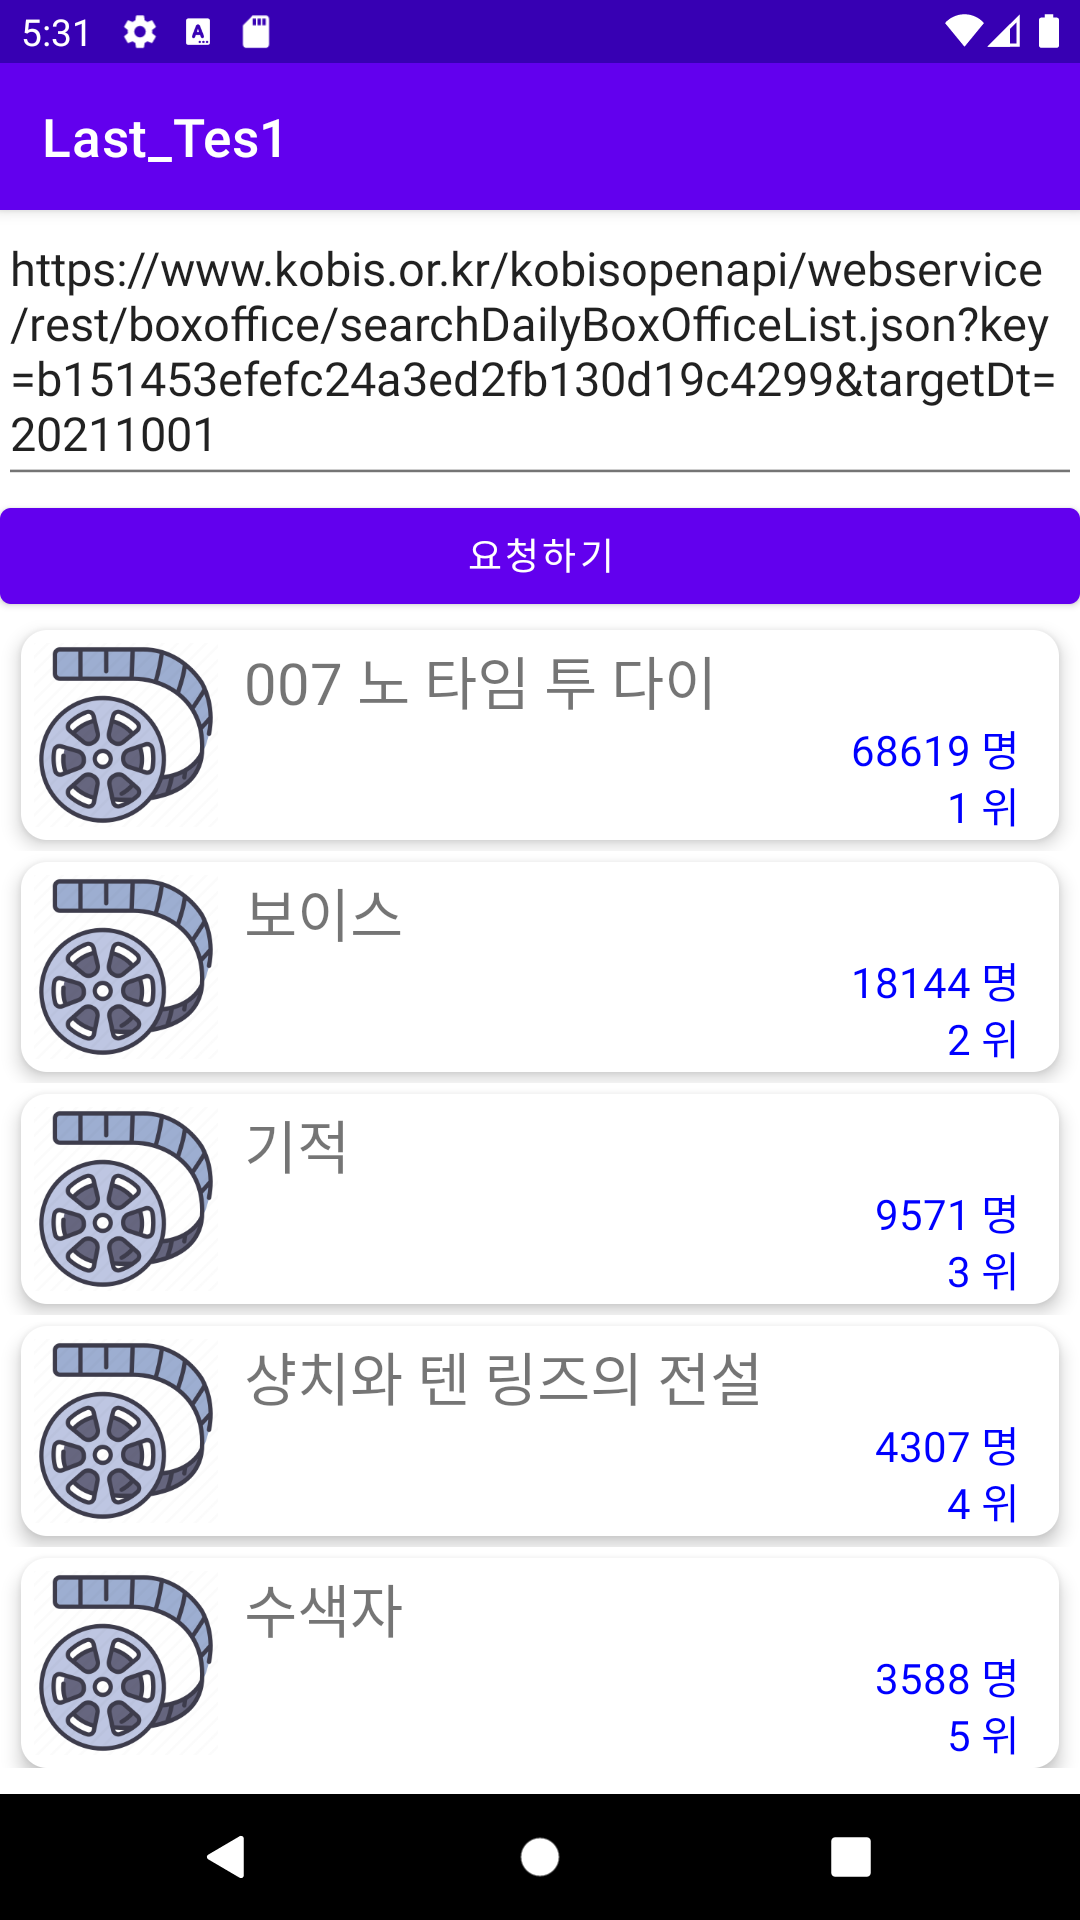 5:31
Last_Tes1
https://www.kobis.or.kr/kobisopenapi/webservice
/rest/boxoffice/searchDailyBoxOfficeList.json?key
=b151453efefc24a3ed2fb130d19c4299&targetDt=
20211001
요청하기
007 노 타임 투 다이
68619 명
1 위
보이스
18144 명
2 위
기적
9571 명
3 위
샹치와 텐 링즈의 전설
4307 명
4 위
수색자
3588 명
5 위